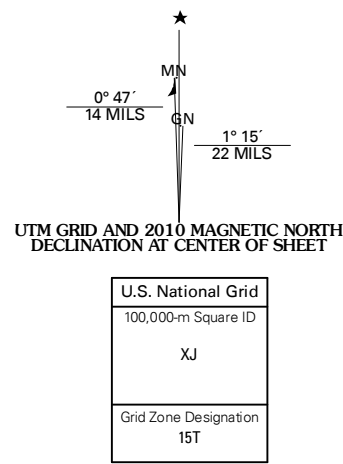 MN
0° 47´
14 MILS
GN
1° 15´
22 MILS
UTM GRID AND 2010 MAGNETIC NORTH
DECLINATION AT CENTER OF SHEET
U.S. National Grid
100,000-m Square ID
XJ
Grid Zone Designation
15T